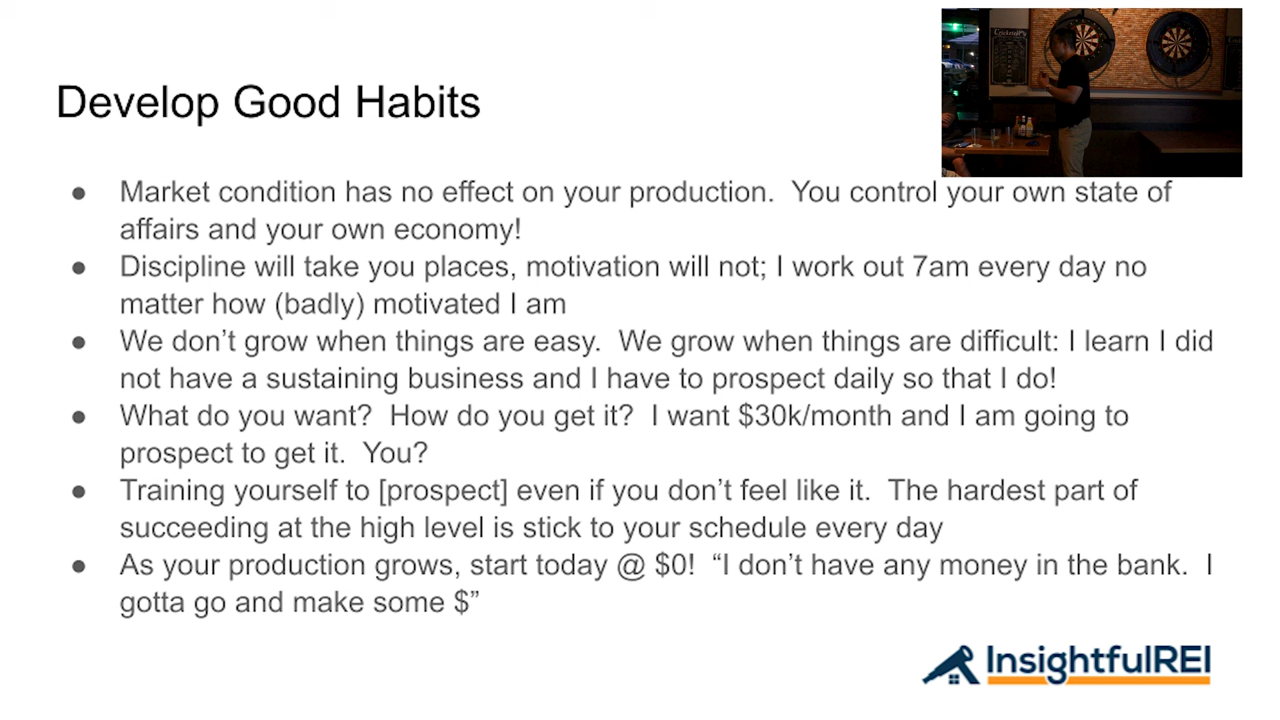 Develop Good Habits
● Market condition has no effect on your production.  You control your own state of
affairs and your own economy!
● Discipline will take you places, motivation will not; I work out 7am every day no
matter how (badly) motivated I am
● We don’t grow when things are easy.  We grow when things are difficult: I learn I did
not have a sustaining business and I have to prospect daily so that I do!
● What do you want?  How do you get it?  I want $30k/month and I am going to
prospect to get it.  You?
● Training yourself to [prospect] even if you don’t feel like it.  The hardest part of
succeeding at the high level is stick to your schedule every day
● As your production grows, start today @ $0!  “I don’t have any money in the bank.  I
gotta go and make some $”
InsightfulREI